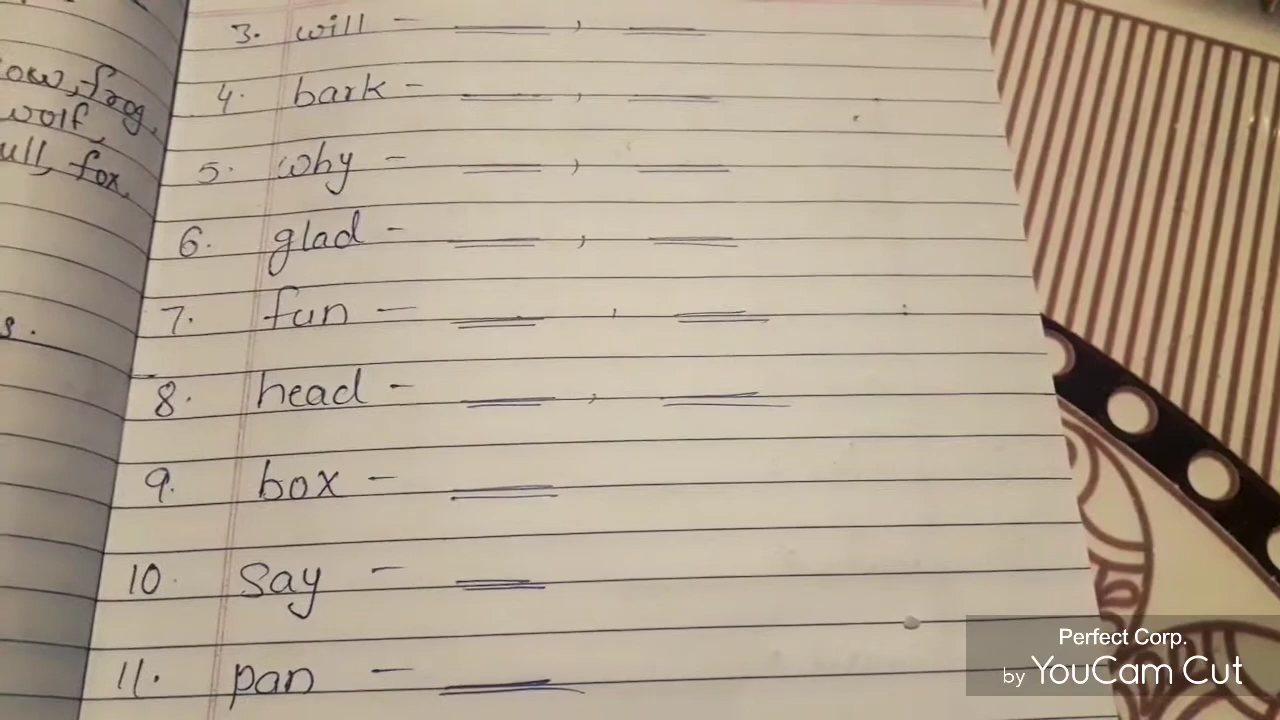 ow, frog,
wolf,
ull, fox,
s.
3. will - ___, ___
4. bark - ___, ___
5. why - ___, ___
6. glad - ___, ___
7. fun - ___, ___
8. head - ___, ___
9. box - ___
10. say - ___
11. pan - ___
Perfect Corp.
by YouCam Cut